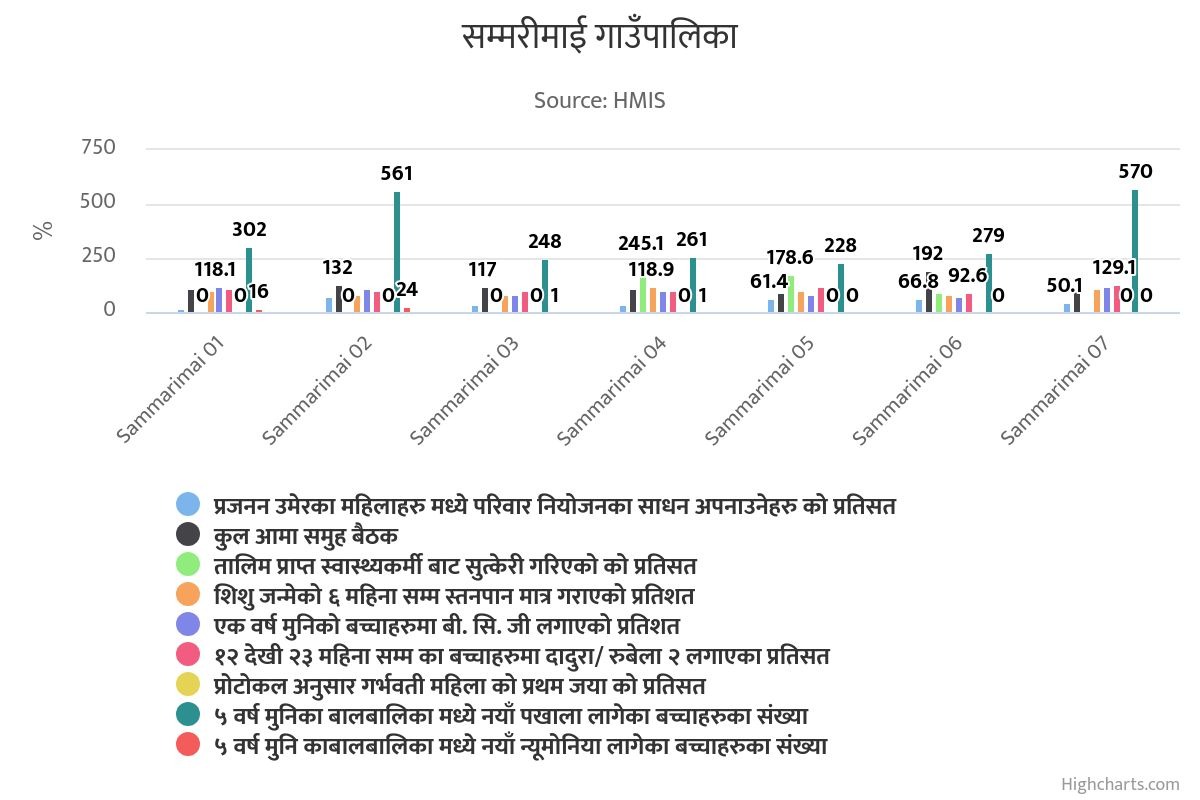 सम्मरीमाई गाउँपालिका
Source: HMIS
%
750
500
250
0
118.1 0 0 302 16
132 0 0 561 24
117 0 0 248 1
245.1 118.9 0 261 1
61.4 178.6 0 228 0
66.8 192 92.6 279 0
50.1 129.1 0 570 0
Sammarimai 01
Sammarimai 02
Sammarimai 03
Sammarimai 04
Sammarimai 05
Sammarimai 06
Sammarimai 07
प्रजनन उमेरका महिलाहरु मध्ये परिवार नियोजनका साधन अपनाउनेहरु को प्रतिसत
कुल आमा समुह बैठक
तालिम प्राप्त स्वास्थ्यकर्मी बाट सुत्केरी गरिएको को प्रतिसत
शिशु जन्मेको ६ महिना सम्म स्तनपान मात्र गराएको प्रतिशत
एक वर्ष मुनिको बच्चाहरुमा बी. सि. जी लगाएको प्रतिशत
१२ देखी २३ महिना सम्म का बच्चाहरुमा दादुरा/ रुबेला २ लगाएका प्रतिसत
प्रोटोकल अनुसार गर्भवती महिला को प्रथम जया को प्रतिसत
५ वर्ष मुनिका बालबालिका मध्ये नयाँ पखाला लागेका बच्चाहरुका संख्या
५ वर्ष मुनि काबालबालिका मध्ये नयाँ न्यूमोनिया लागेका बच्चाहरुका संख्या
Highcharts.com